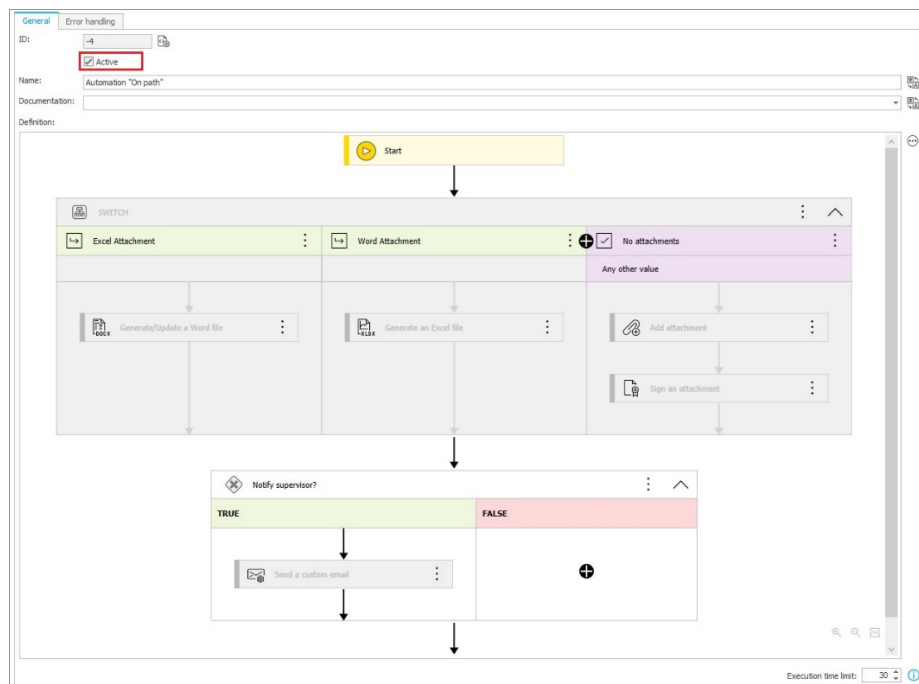 General Error handling
ID: -4
Active
Name: Automation "On path"
Documentation:
Definition:
Start
SWITCH
Excel Attachment Word Attachment No attachments
Any other value
Generate/Update a Word file Generate an Excel file Add attachment
DOCX XLSX
Sign an attachment
Notify supervisor?
TRUE FALSE
Send a custom email
Execution time limit: 30